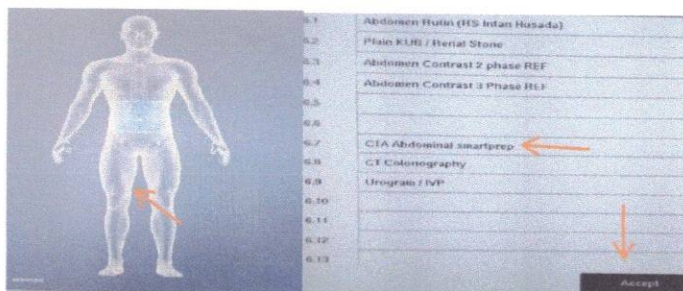 6.1 Abdomen Rutin (RS Intan Husada)
6.2 Plain KUB / Renal Stone
6.3 Abdomen Contrast 2 phase REF
6.4 Abdomen Contrast 3 Phase REF
6.5
6.6
6.7 CTA Abdominal smartprep
6.8 CT Colonography
6.9 Urogram / IVP
6.10
6.11
6.12
6.13
Accept